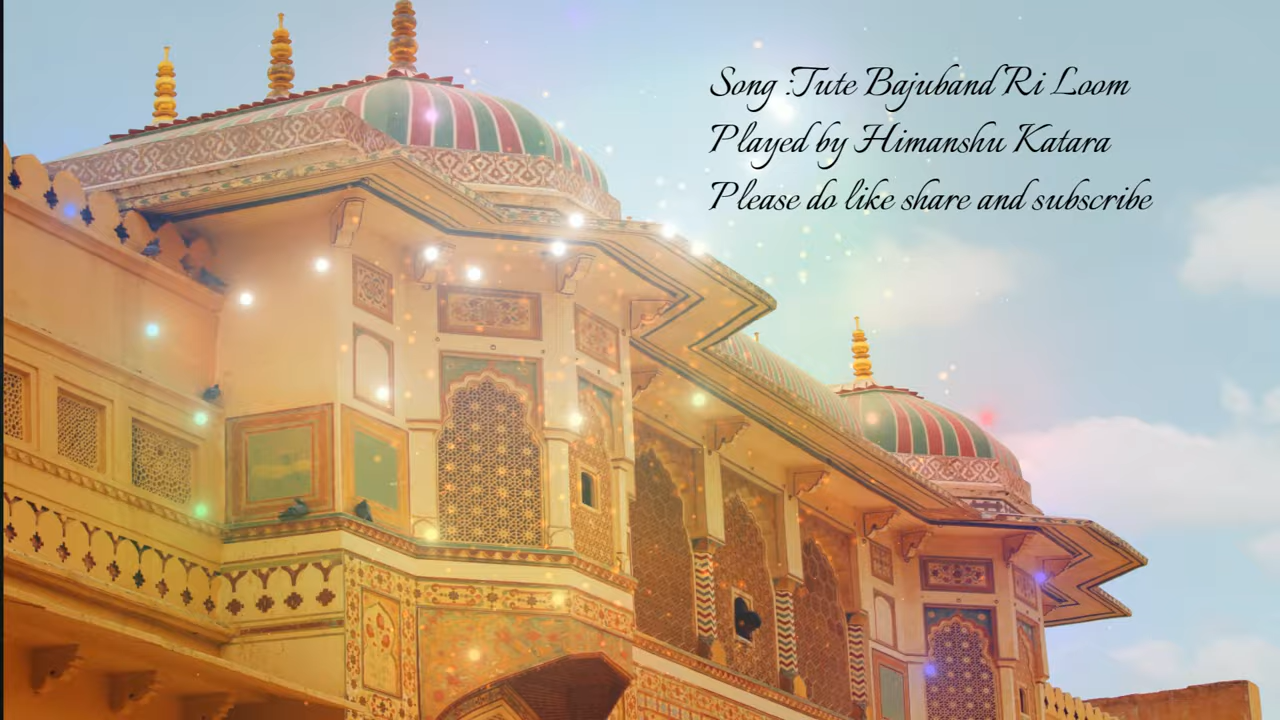 Song :Tute Bajuband Ri Loom
Played by Himanshu Katara
Please do like share and subscribe